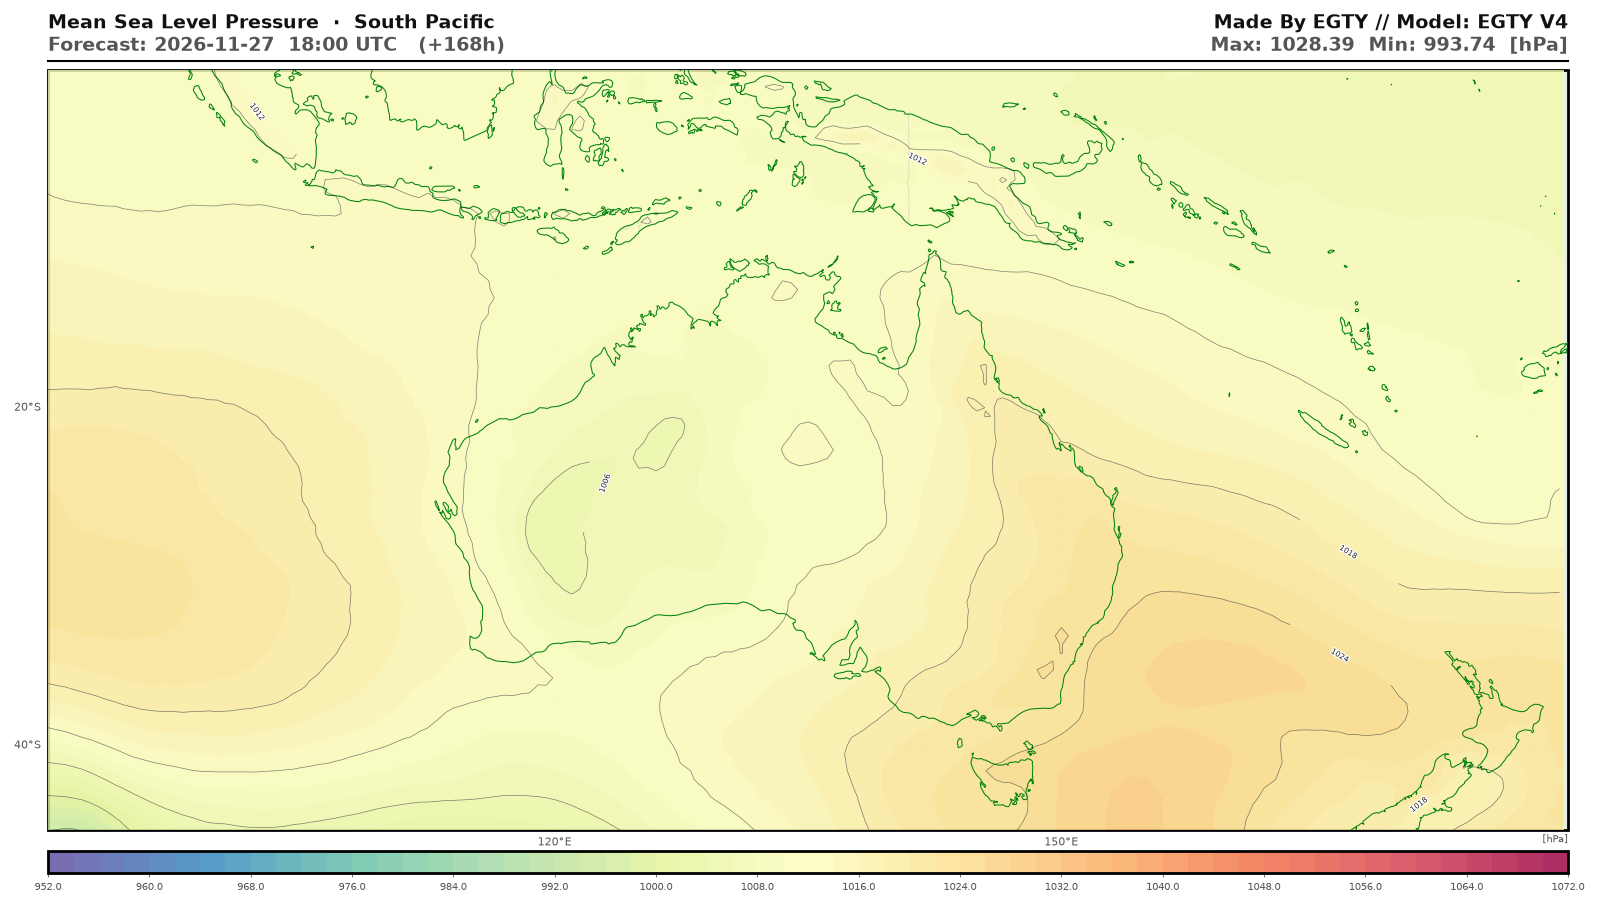 Mean Sea Level Pressure · South Pacific
Made By EGTY // Model: EGTY V4
Forecast: 2026-11-27 18:00 UTC (+168h)
Max: 1028.39 Min: 993.74 [hPa]
1012
1012
20°S
1006
1018
1024
40°S
1018
120°E
150°E
[hPa]
952.0 960.0 968.0 976.0 984.0 992.0 1000.0 1008.0 1016.0 1024.0 1032.0 1040.0 1048.0 1056.0 1064.0 1072.0